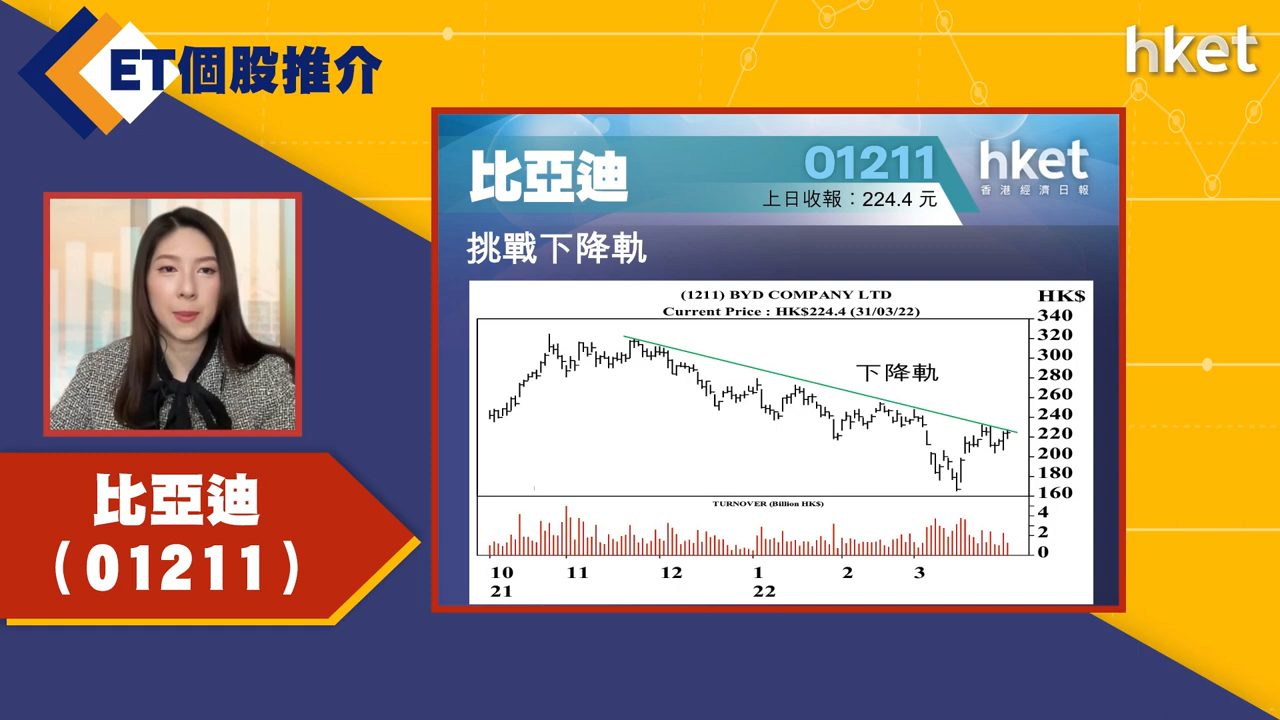 ET個股推介
hket
比亞迪
01211
上日收報：224.4 元
hket
香港經濟日報
挑戰下降軌
(1211) BYD COMPANY LTD
Current Price : HK$224.4 (31/03/22)
HK$
340
320
300
280
260
240
220
200
180
160
下降軌
TURNOVER (Billion HK$)
4
2
0
10 11 12 1 2 3
21 22
比亞迪
（01211）